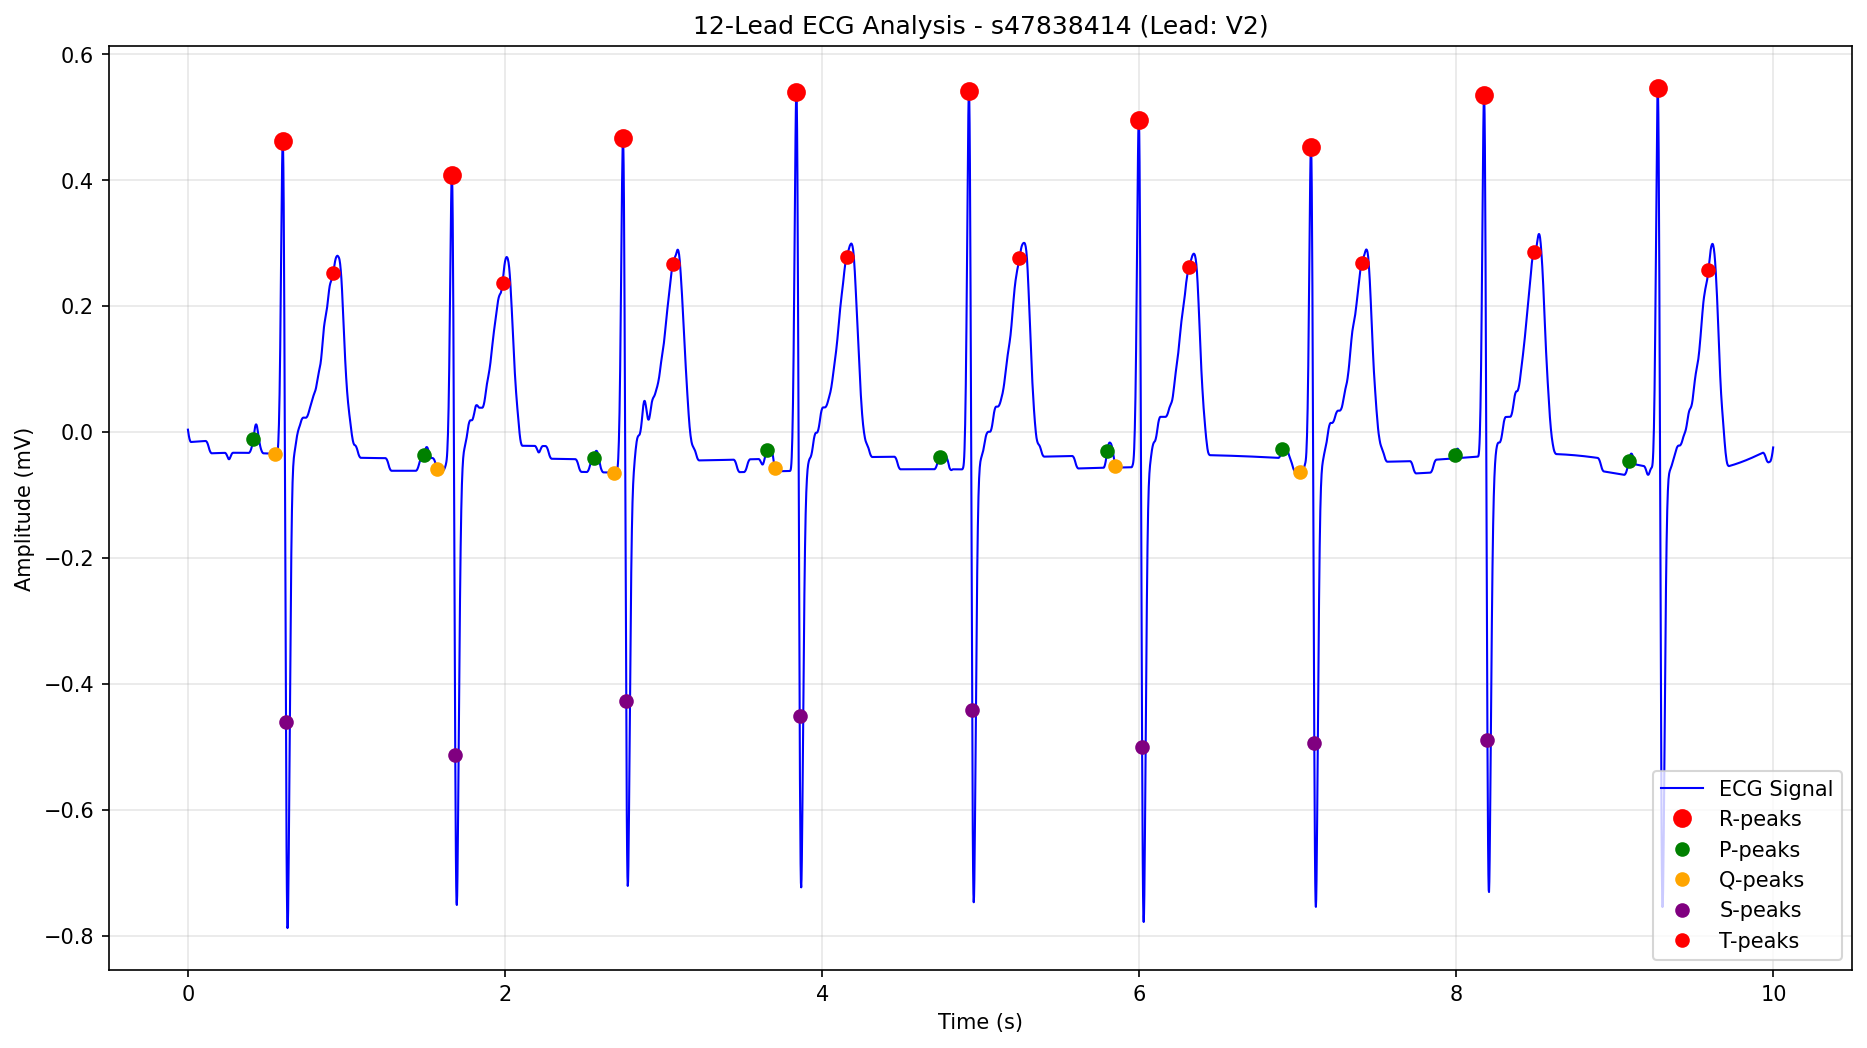 12-Lead ECG Analysis - s47838414 (Lead: V2)
0.6
0.4
0.2
0.0
−0.2
−0.4
−0.6
−0.8
Amplitude (mV)
ECG Signal
R-peaks
P-peaks
Q-peaks
S-peaks
T-peaks
0 2 4 6 8 10
Time (s)